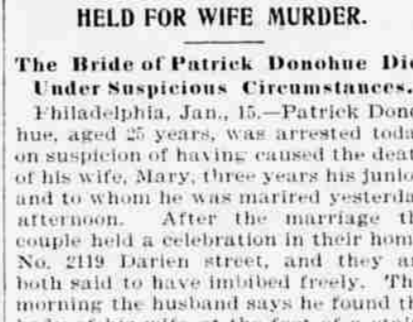 HELD FOR WIFE MURDER.
The Bride of Patrick Donohue Die
Under Suspicious Circumstances.
Philadelphia, Jan., 15.—Patrick Dono
hue, aged 25 years, was arrested toda
on suspicion of having caused the deat
of his wife, Mary, three years his junio
and to whom he was marired yesterda
afternoon. After the marriage th
couple held a celebration in their hom
No. 2119 Darien street, and they ar
both said to have imbibed freely. Th
morning the husband says he found th